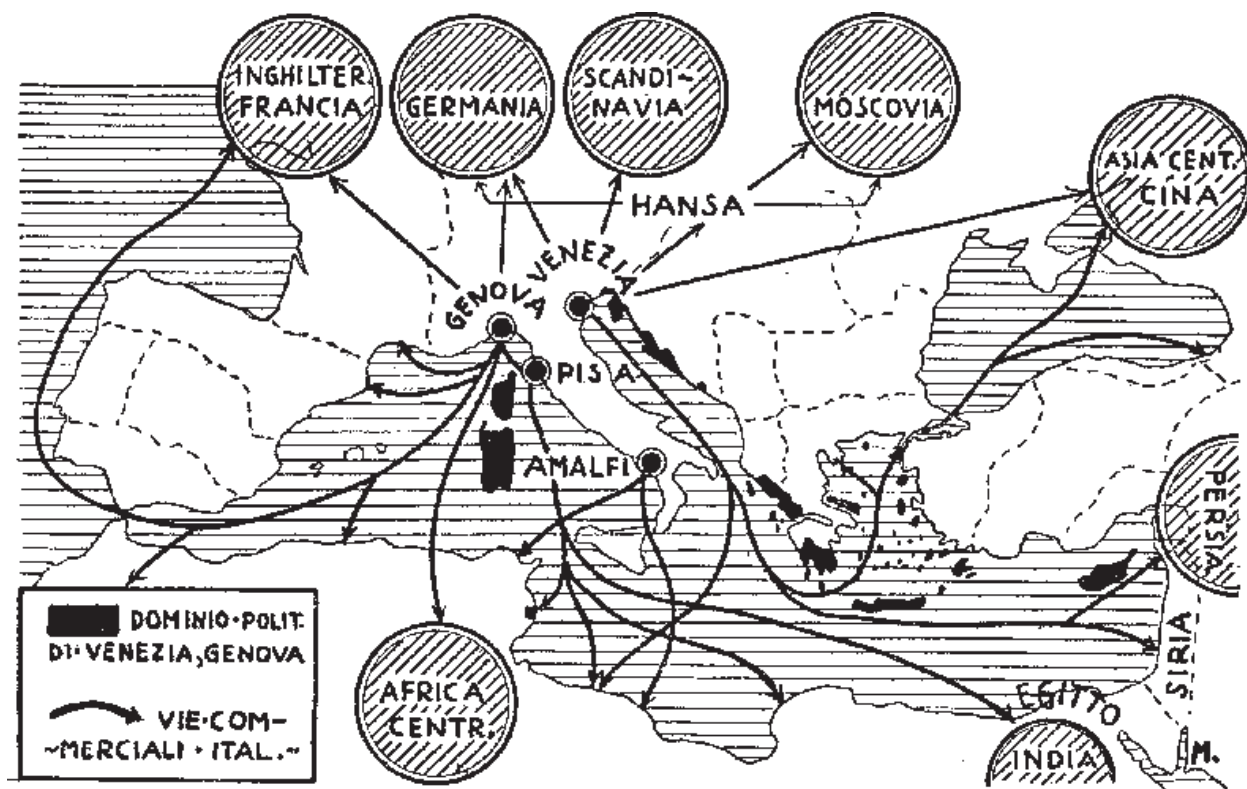 INGHILTER.
FRANCIA
GERMANIA
SCANDI~
NAVIA
MOSCOVIA
ASIA CENT.
CINA
HANSA
VENEZIA
GENOVA
PISA
AMALFI
PERSIA
SIRIA
EGITTO
M.
INDIA
AFRICA
CENTR.
DOMINIO·POLIT:
DI·VENEZIA, GENOVA
VIE·COM~
~MERCIALI·ITAL.~